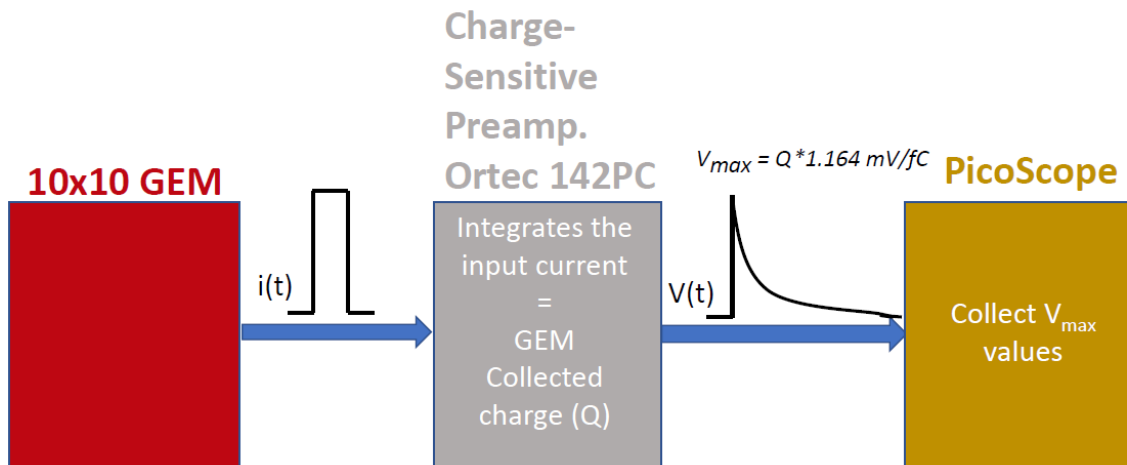 10x10 GEM
i(t)
Charge-
Sensitive
Preamp.
Ortec 142PC
Integrates the
input current
=
GEM
Collected
charge (Q)
V(t)
Vmax = Q*1.164 mV/fC
PicoScope
Collect Vmax
values